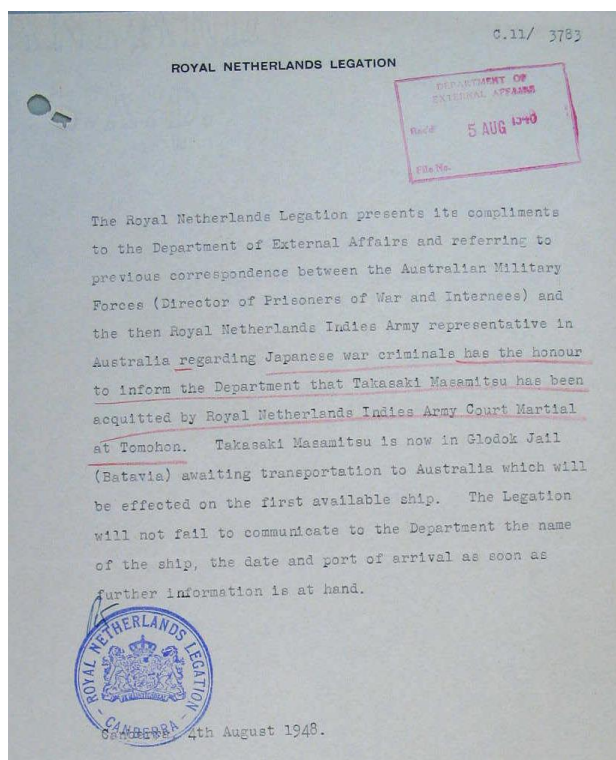 C.11/ 3783
ROYAL NETHERLANDS LEGATION
DEPARTMENT OF
EXTERNAL AFFAIRS
Rec'd 5 AUG
File No.
The Royal Netherlands Legation presents its compliments
to the Department of External Affairs and referring to
previous correspondence between the Australian Military
Forces (Director of Prisoners of War and Internees) and
the then Royal Netherlands Indies Army representative in
Australia regarding Japanese war criminals has the honour
to inform the Department that Takasaki Masamitsu has been
acquitted by Royal Netherlands Indies Army Court Martial
at Tomohon. Takasaki Masamitsu is now in Glodok Jail
(Batavia) awaiting transportation to Australia which will
be effected on the first available ship. The Legation
will not fail to communicate to the Department the name
of the ship, the date and port of arrival as soon as
further information is at hand.
ROYAL NETHERLANDS LEGATION
- CANBERRA -
Canberra, 4th August 1948.